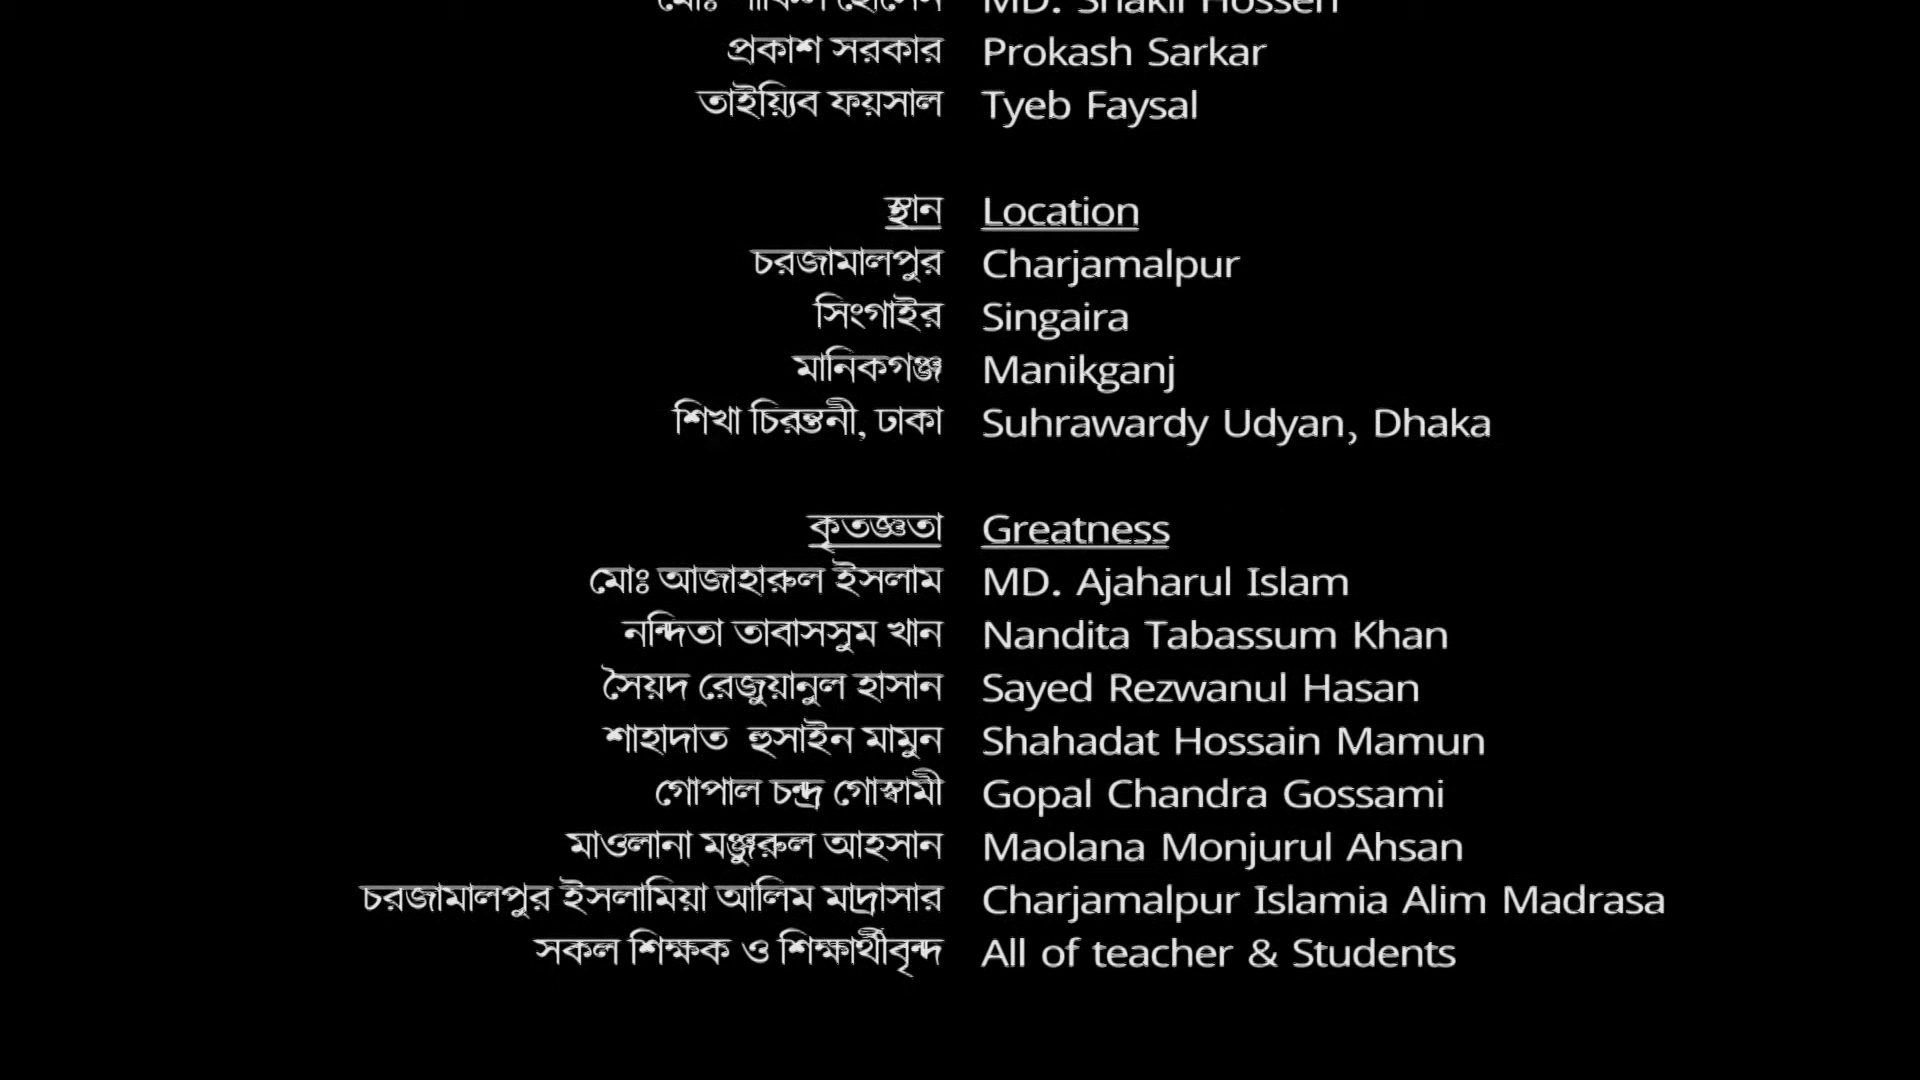 মোঃ শাকিল হোসেন MD. Shakil Hossen
প্রকাশ সরকার Prokash Sarkar
তাইয়্যিব ফয়সাল Tyeb Faysal
স্থান Location
চরজামালপুর Charjamalpur
সিংগাইর Singaira
মানিকগঞ্জ Manikganj
শিখা চিরন্তনী, ঢাকা Suhrawardy Udyan, Dhaka
কৃতজ্ঞতা Greatness
মোঃ আজাহারুল ইসলাম MD. Ajaharul Islam
নন্দিতা তাবাসসুম খান Nandita Tabassum Khan
সৈয়দ রেজুয়ানুল হাসান Sayed Rezwanul Hasan
শাহাদাত হুসাইন মামুন Shahadat Hossain Mamun
গোপাল চন্দ্র গোস্বামী Gopal Chandra Gossami
মাওলানা মঞ্জুরুল আহসান Maolana Monjurul Ahsan
চরজামালপুর ইসলামিয়া আলিম মাদ্রাসার Charjamalpur Islamia Alim Madrasa
সকল শিক্ষক ও শিক্ষার্থীবৃন্দ All of teacher & Students